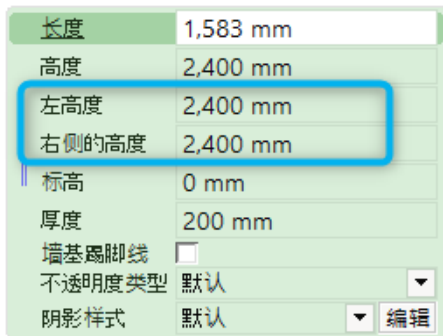 长度 1,583 mm
高度 2,400 mm
左高度 2,400 mm
右侧的高度 2,400 mm
标高 0 mm
厚度 200 mm
墙基踢脚线
不透明度类型 默认
阴影样式 默认 编辑